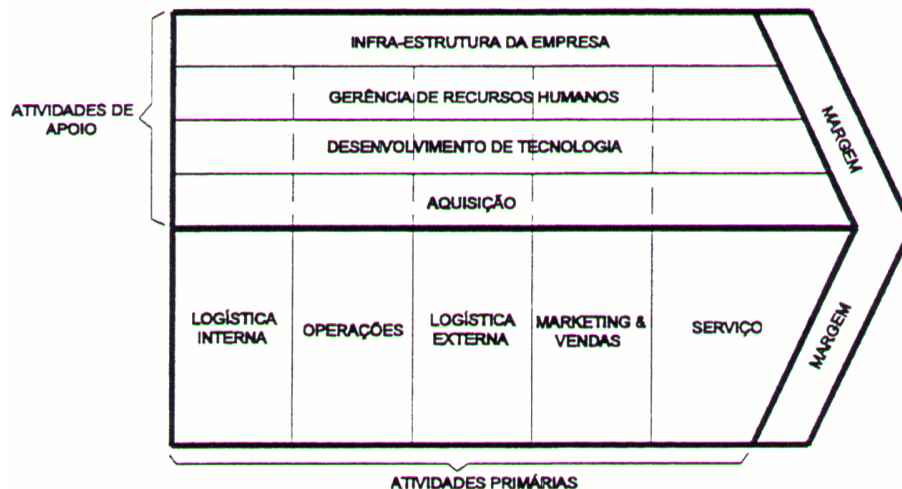 INFRA-ESTRUTURA DA EMPRESA
GERÊNCIA DE RECURSOS HUMANOS
ATIVIDADES DE
APOIO
DESENVOLVIMENTO DE TECNOLOGIA
AQUISIÇÃO
MARGEM
LOGÍSTICA
INTERNA
OPERAÇÕES
LOGÍSTICA
EXTERNA
MARKETING &
VENDAS
SERVIÇO
MARGEM
ATIVIDADES PRIMÁRIAS